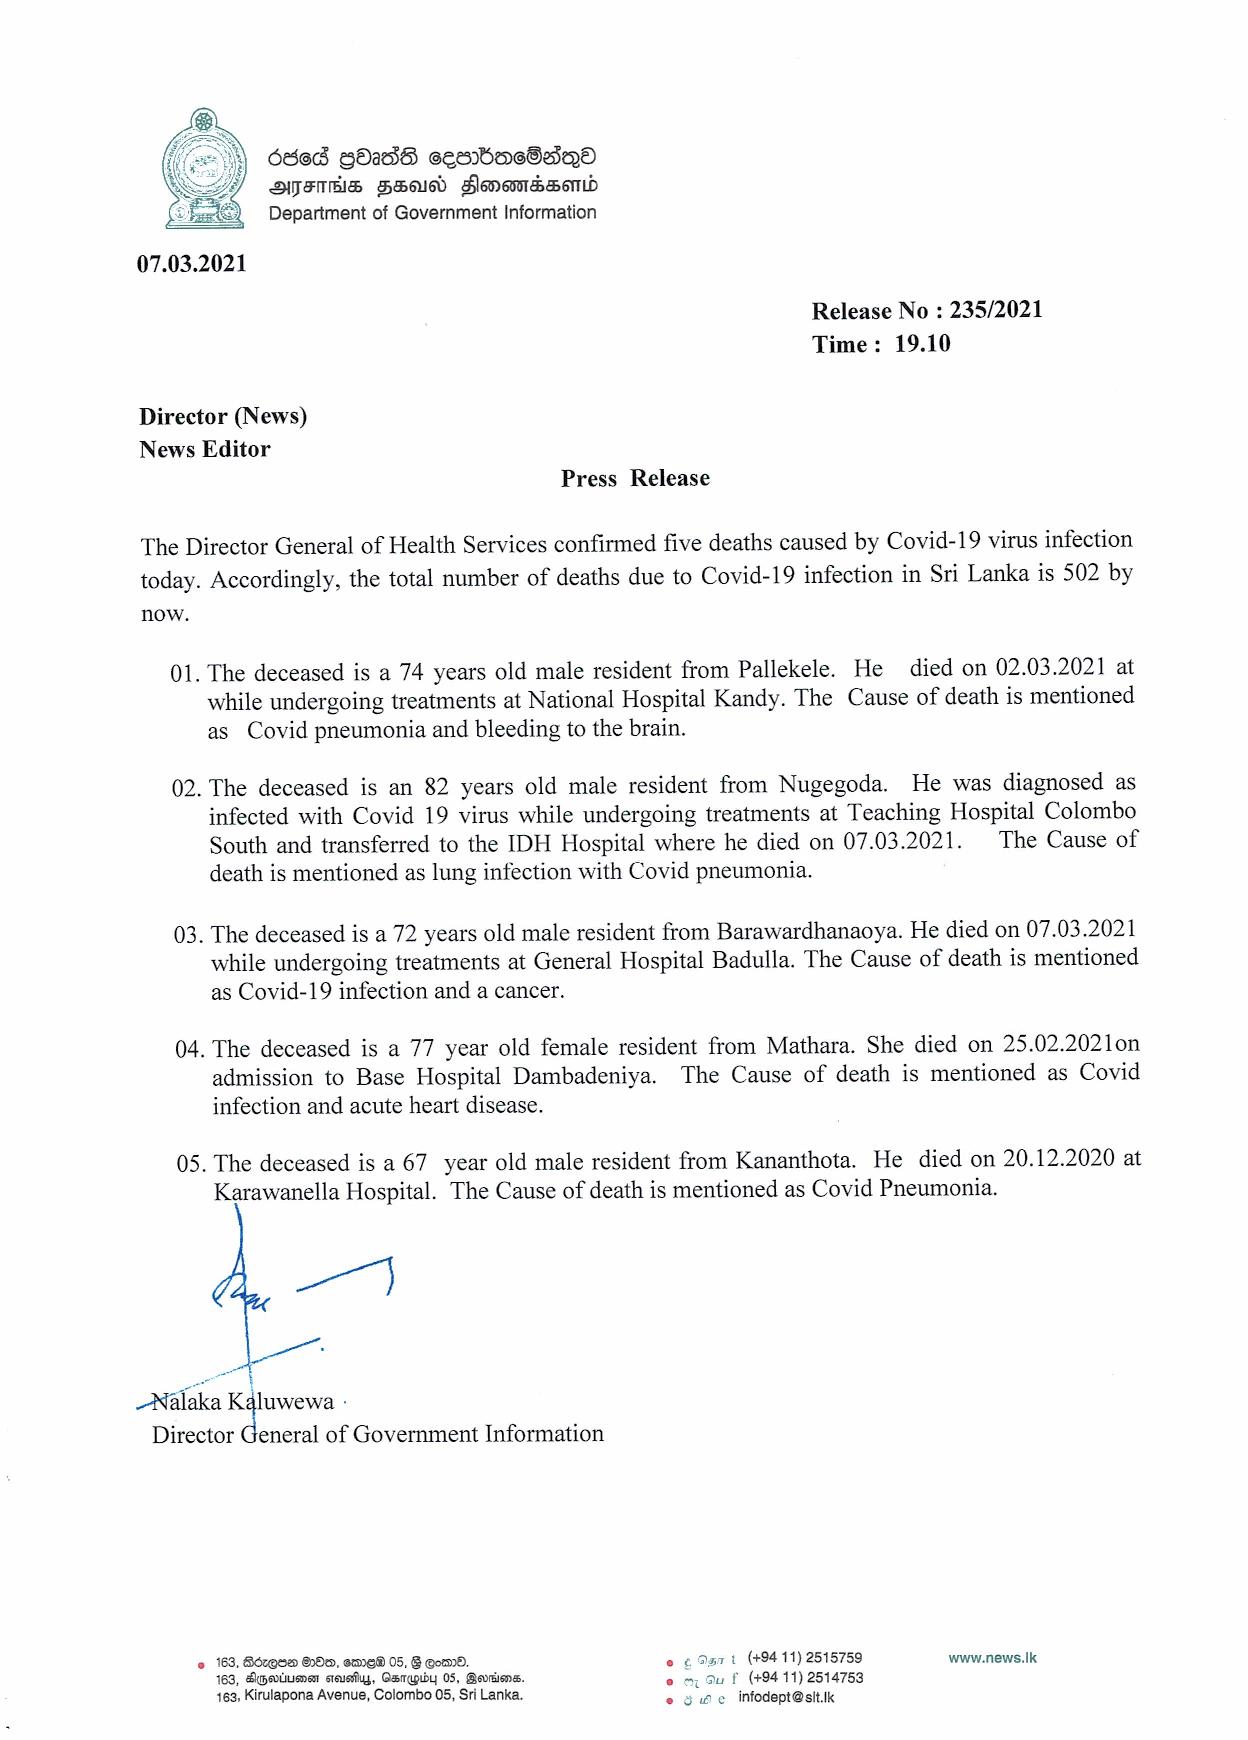 රජයේ ප්‍රවෘත්ති දෙපාර්තමේන්තුව
அரசாங்க தகவல் திணைக்களம்
Department of Government Information
07.03.2021
Release No : 235/2021
Time : 19.10
Director (News)
News Editor
Press Release
The Director General of Health Services confirmed five deaths caused by Covid-19 virus infection
today. Accordingly, the total number of deaths due to Covid-19 infection in Sri Lanka is 502 by
now.
01. The deceased is a 74 years old male resident from Pallekele. He died on 02.03.2021 at
while undergoing treatments at National Hospital Kandy. The Cause of death is mentioned
as Covid pneumonia and bleeding to the brain.
02. The deceased is an 82 years old male resident from Nugegoda. He was diagnosed as
infected with Covid 19 virus while undergoing treatments at Teaching Hospital Colombo
South and transferred to the IDH Hospital where he died on 07.03.2021. The Cause of
death is mentioned as lung infection with Covid pneumonia.
03. The deceased is a 72 years old male resident from Barawardhanaoya. He died on 07.03.2021
while undergoing treatments at General Hospital Badulla. The Cause of death is mentioned
as Covid-19 infection and a cancer.
04. The deceased is a 77 year old female resident from Mathara. She died on 25.02.2021on
admission to Base Hospital Dambadeniya. The Cause of death is mentioned as Covid
infection and acute heart disease.
05. The deceased is a 67 year old male resident from Kananthota. He died on 20.12.2020 at
Karawanella Hospital. The Cause of death is mentioned as Covid Pneumonia.
Nalaka Kaluwewa
Director General of Government Information
163, කිරුලපන මාවත, කොළඹ 05, ශ්‍රී ලංකාව.
163, கிருலப்பனை எவனியூ, கொழும்பு 05, இலங்கை.
163, Kirulapona Avenue, Colombo 05, Sri Lanka.
දු தொ t (+94 11) 2515759
ෆැ பெ f (+94 11) 2514753
ඊ மி e infodept@slt.lk
www.news.lk